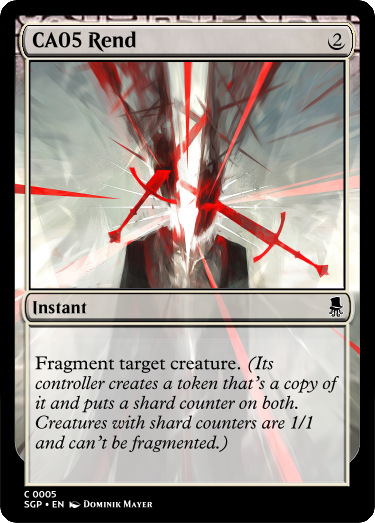 CA05 Rend 2
Instant
Fragment target creature. (Its
controller creates a token that's a copy of
it and puts a shard counter on both.
Creatures with shard counters are 1/1
and can't be fragmented.)
C 0005
SGP • EN Dominik Mayer